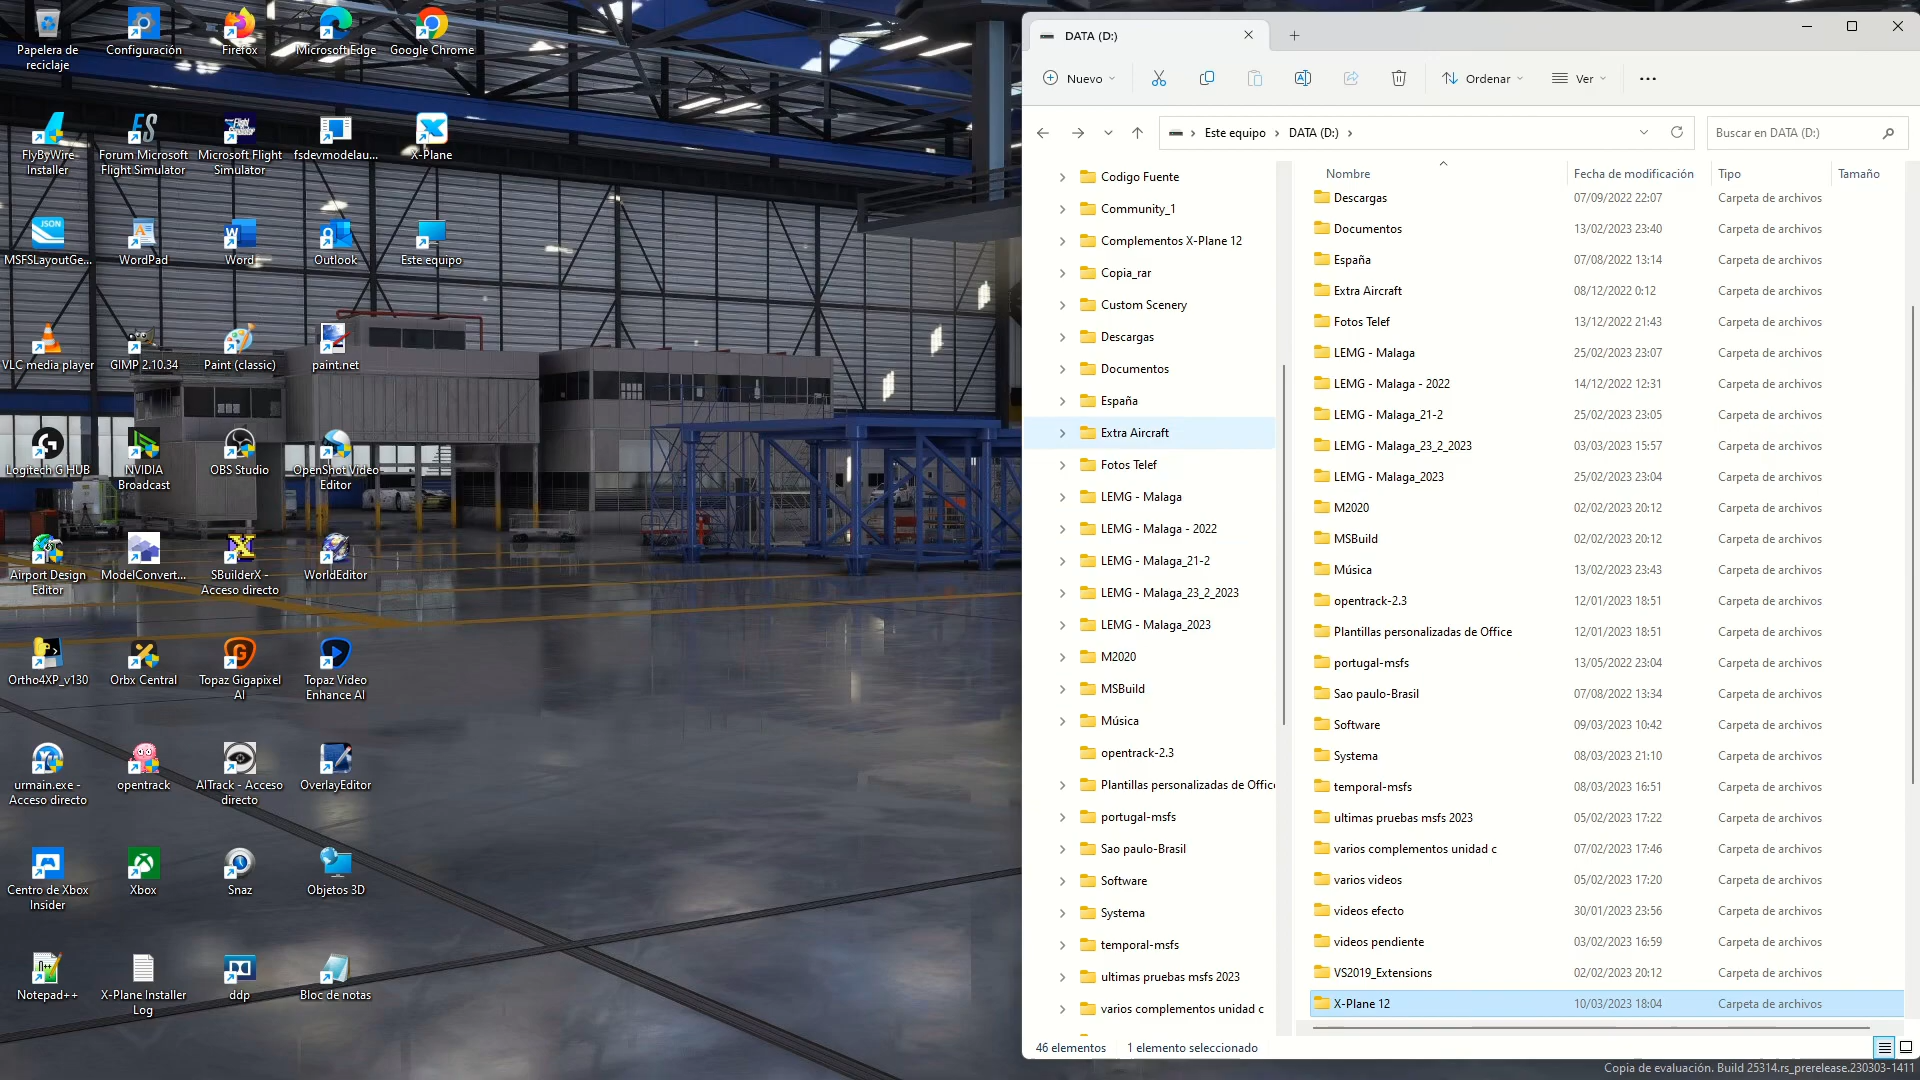 Papelera de
reciclaje
Configuración
Firefox
Microsoft Edge
Google Chrome
FlyByWire
Installer
Forum Microsoft
Flight Simulator
Microsoft Flight
Simulator
fsdevmodelau...
X-Plane
MSFSLayoutGe...
WordPad
Word
Outlook
Este equipo
VLC media player
GIMP 2.10.34
Paint (classic)
paint.net
Logitech G HUB
NVIDIA
Broadcast
OBS Studio
OpenShot Video
Editor
Airport Design
Editor
ModelConvert...
SBuilderX -
Acceso directo
WorldEditor
Ortho4XP_v130
Orbx Central
Topaz Gigapixel
AI
Topaz Video
Enhance AI
urmain.exe -
Acceso directo
opentrack
AITrack - Acceso
directo
OverlayEditor
Centro de Xbox
Insider
Xbox
Snaz
Objetos 3D
Notepad++
X-Plane Installer
Log
ddp
Bloc de notas
DATA (D:)
Nuevo
Ordenar
Ver
Este equipo > DATA (D:) >
Buscar en DATA (D:)
Codigo Fuente
Community_1
Complementos X-Plane 12
Copia_rar
Custom Scenery
Descargas
Documentos
España
Extra Aircraft
Fotos Telef
LEMG - Malaga
LEMG - Malaga - 2022
LEMG - Malaga_21-2
LEMG - Malaga_23_2_2023
LEMG - Malaga_2023
M2020
MSBuild
Música
opentrack-2.3
Plantillas personalizadas de Offic
portugal-msfs
Sao paulo-Brasil
Software
Systema
temporal-msfs
ultimas pruebas msfs 2023
varios complementos unidad c
Nombre Fecha de modificación Tipo Tamaño
Descargas 07/09/2022 22:07 Carpeta de archivos
Documentos 13/02/2023 23:40 Carpeta de archivos
España 07/08/2022 13:14 Carpeta de archivos
Extra Aircraft 08/12/2022 0:12 Carpeta de archivos
Fotos Telef 13/12/2022 21:43 Carpeta de archivos
LEMG - Malaga 25/02/2023 23:07 Carpeta de archivos
LEMG - Malaga - 2022 14/12/2022 12:31 Carpeta de archivos
LEMG - Malaga_21-2 25/02/2023 23:05 Carpeta de archivos
LEMG - Malaga_23_2_2023 03/03/2023 15:57 Carpeta de archivos
LEMG - Malaga_2023 25/02/2023 23:04 Carpeta de archivos
M2020 02/02/2023 20:12 Carpeta de archivos
MSBuild 02/02/2023 20:12 Carpeta de archivos
Música 13/02/2023 23:43 Carpeta de archivos
opentrack-2.3 12/01/2023 18:51 Carpeta de archivos
Plantillas personalizadas de Office 12/01/2023 18:51 Carpeta de archivos
portugal-msfs 13/05/2022 23:04 Carpeta de archivos
Sao paulo-Brasil 07/08/2022 13:34 Carpeta de archivos
Software 09/03/2023 10:42 Carpeta de archivos
Systema 08/03/2023 21:10 Carpeta de archivos
temporal-msfs 08/03/2023 16:51 Carpeta de archivos
ultimas pruebas msfs 2023 05/02/2023 17:22 Carpeta de archivos
varios complementos unidad c 07/02/2023 17:46 Carpeta de archivos
varios videos 05/02/2023 17:20 Carpeta de archivos
videos efecto 30/01/2023 23:56 Carpeta de archivos
videos pendiente 03/02/2023 16:59 Carpeta de archivos
VS2019_Extensions 02/02/2023 20:12 Carpeta de archivos
X-Plane 12 10/03/2023 18:04 Carpeta de archivos
46 elementos 1 elemento seleccionado
Copia de evaluación. Build 25314.rs_prerelease.230303-1411